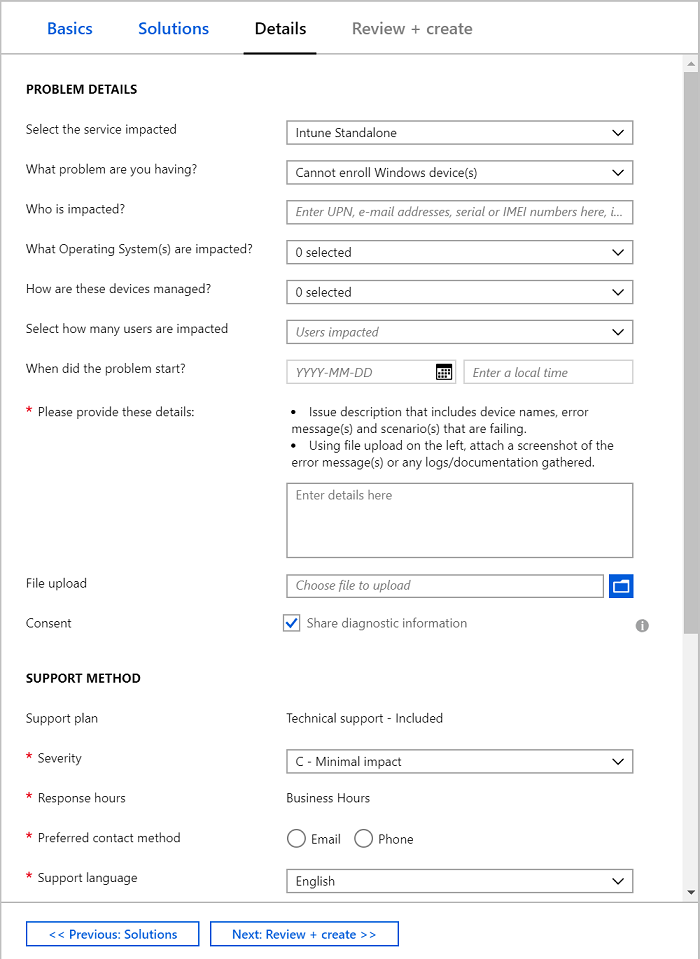 Basics Solutions Details Review + create
PROBLEM DETAILS
Select the service impacted Intune Standalone
What problem are you having? Cannot enroll Windows device(s)
Who is impacted? Enter UPN, e-mail addresses, serial or IMEI numbers here, i...
What Operating System(s) are impacted? 0 selected
How are these devices managed? 0 selected
Select how many users are impacted Users impacted
When did the problem start? YYYY-MM-DD Enter a local time
* Please provide these details: • Issue description that includes device names, error
message(s) and scenario(s) that are failing.
• Using file upload on the left, attach a screenshot of the
error message(s) or any logs/documentation gathered.
Enter details here
File upload Choose file to upload
Consent Share diagnostic information
SUPPORT METHOD
Support plan Technical support - Included
* Severity C - Minimal impact
* Response hours Business Hours
* Preferred contact method Email Phone
* Support language English
<< Previous: Solutions Next: Review + create >>